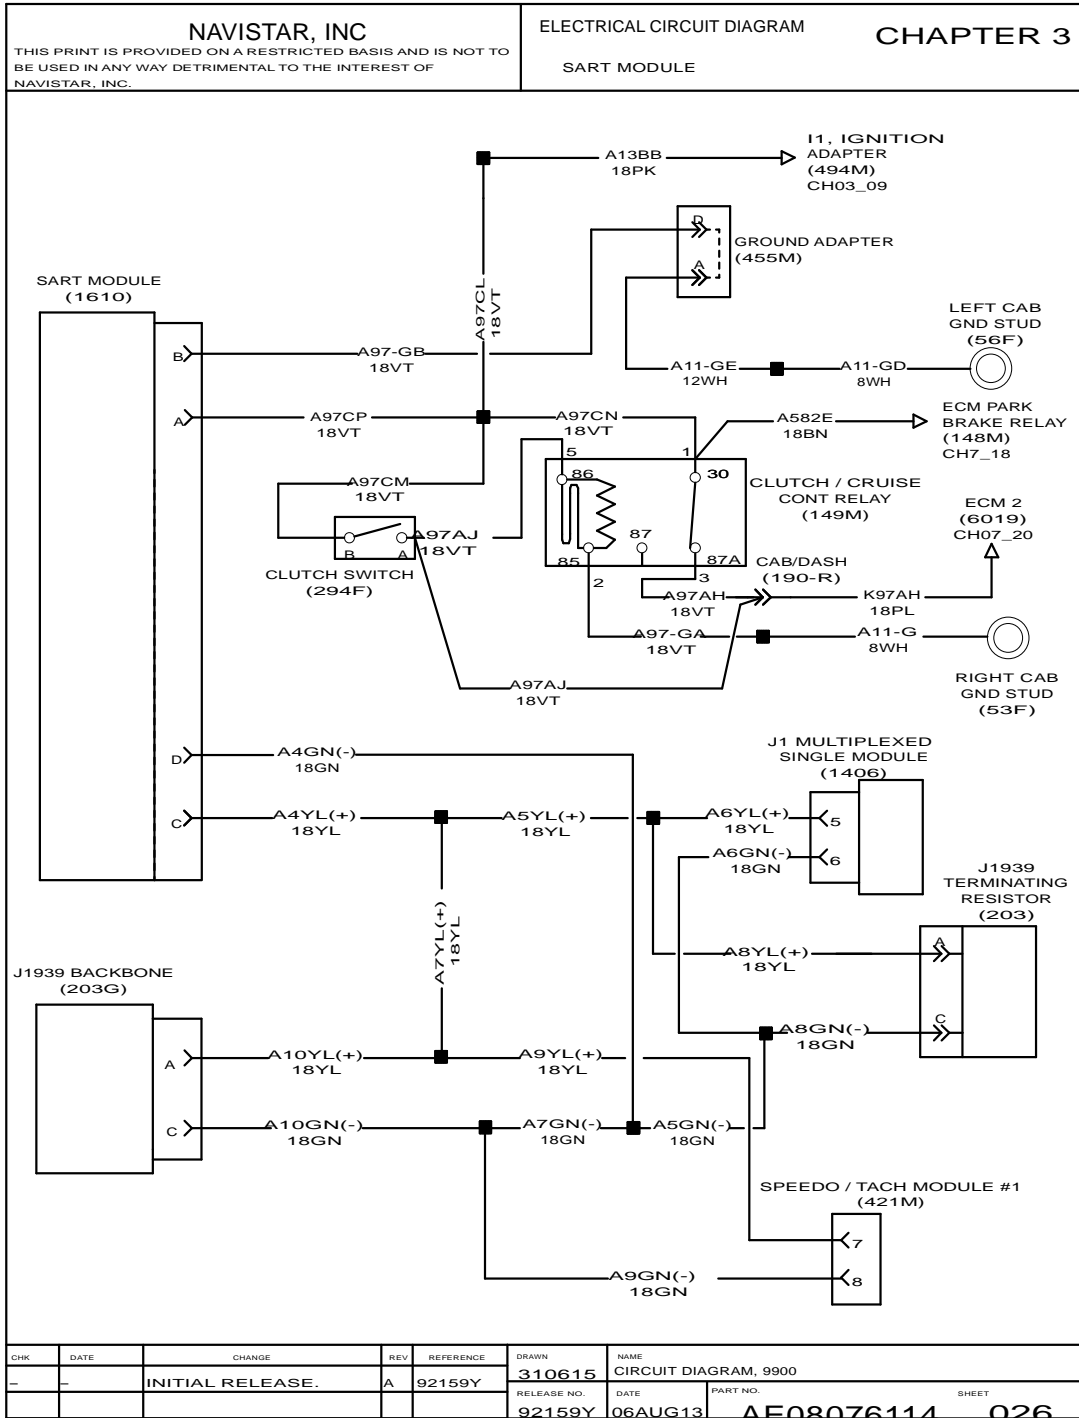 NAVISTAR, INC
THIS PRINT IS PROVIDED ON A RESTRICTED BASIS AND IS NOT TO
BE USED IN ANY WAY DETRIMENTAL TO THE INTEREST OF
NAVISTAR, INC.
ELECTRICAL CIRCUIT DIAGRAM
SART MODULE
CHAPTER 3
A13BB
18PK
I1, IGNITION
ADAPTER
(494M)
CH03_09
A97CL
18VT
D
A
GROUND ADAPTER
(455M)
SART MODULE
(1610)
B
A97-GB
18VT
LEFT CAB
GND STUD
(56F)
A11-GE
12WH
A11-GD
8WH
A
A97CP
18VT
A97CN
18VT
A582E
18BN
ECM PARK
BRAKE RELAY
(148M)
CH7_18
5
1
86
30
87
85
87A
2
3
CLUTCH / CRUISE
CONT RELAY
(149M)
A97CM
18VT
B
A
A97AJ
18VT
CLUTCH SWITCH
(294F)
ECM 2
(6019)
CH07_20
CAB/DASH
(190-R)
A97AH
18VT
K97AH
18PL
A97-GA
18VT
A11-G
8WH
A97AJ
18VT
RIGHT CAB
GND STUD
(53F)
D
A4GN(-)
18GN
C
A4YL(+)
18YL
A5YL(+)
18YL
A6YL(+)
18YL
J1 MULTIPLEXED
SINGLE MODULE
(1406)
5
6
A6GN(-)
18GN
J1939
TERMINATING
RESISTOR
(203)
A
C
A7YL(+)
18YL
A8YL(+)
18YL
A8GN(-)
18GN
J1939 BACKBONE
(203G)
A
A10YL(+)
18YL
A9YL(+)
18YL
C
A10GN(-)
18GN
A7GN(-)
18GN
A5GN(-)
18GN
SPEEDO / TACH MODULE #1
(421M)
7
8
A9GN(-)
18GN
CHK DATE CHANGE REV REFERENCE
- - INITIAL RELEASE. A 92159Y
DRAWN
310615
NAME
CIRCUIT DIAGRAM, 9900
RELEASE NO.
92159Y
DATE
06AUG13
PART NO.
AE08076114
SHEET
026